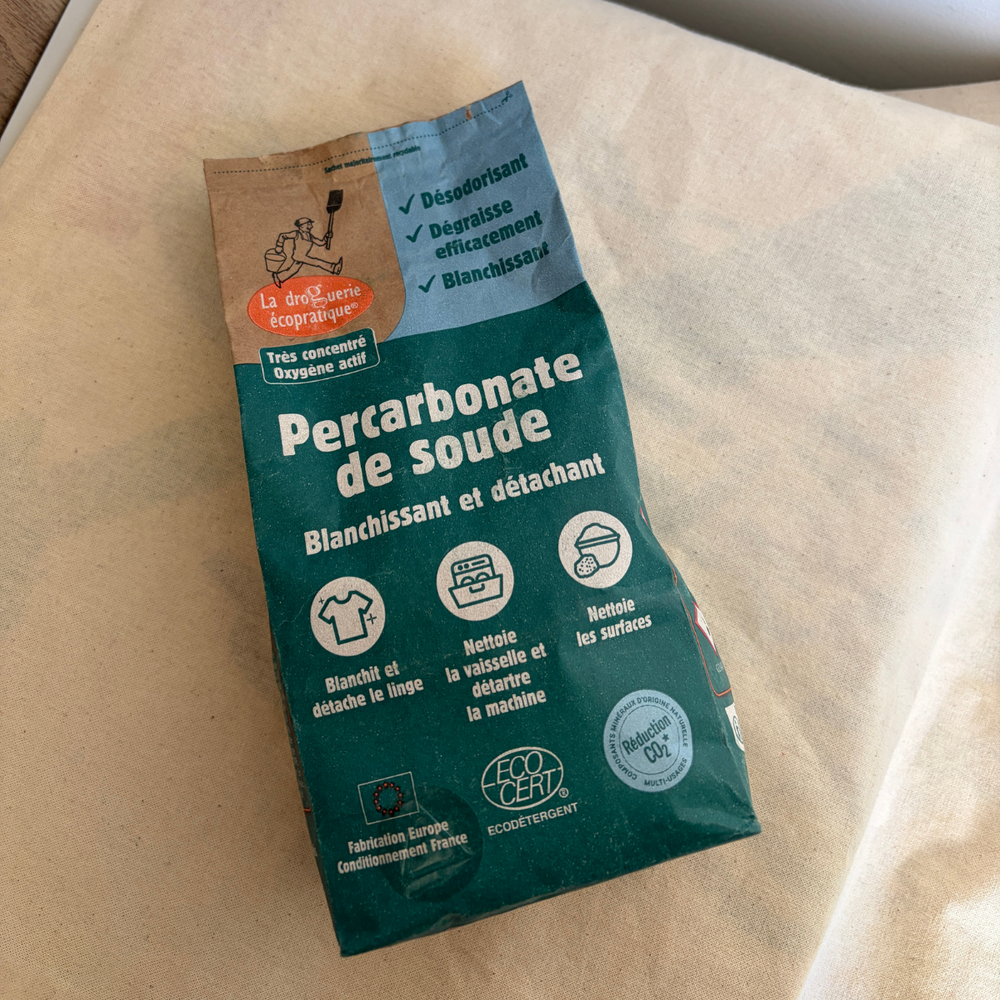 Sachet majoritairement recyclable
✓ Désodorisant
✓ Dégraisse
efficacement
✓ Blanchissant
La droguerie
écopratique®
Très concentré
Oxygène actif
Percarbonate
de soude
Blanchissant et détachant
Blanchit et
détache le linge
Nettoie
la vaisselle et
détartre
la machine
Nettoie
les surfaces
COMPOSANTS MINÉRAUX D'ORIGINE NATURELLE
Réduction
CO₂*
MULTI-USAGES
ECO
CERT®
ECODÉTERGENT
Fabrication Europe
Conditionnement France